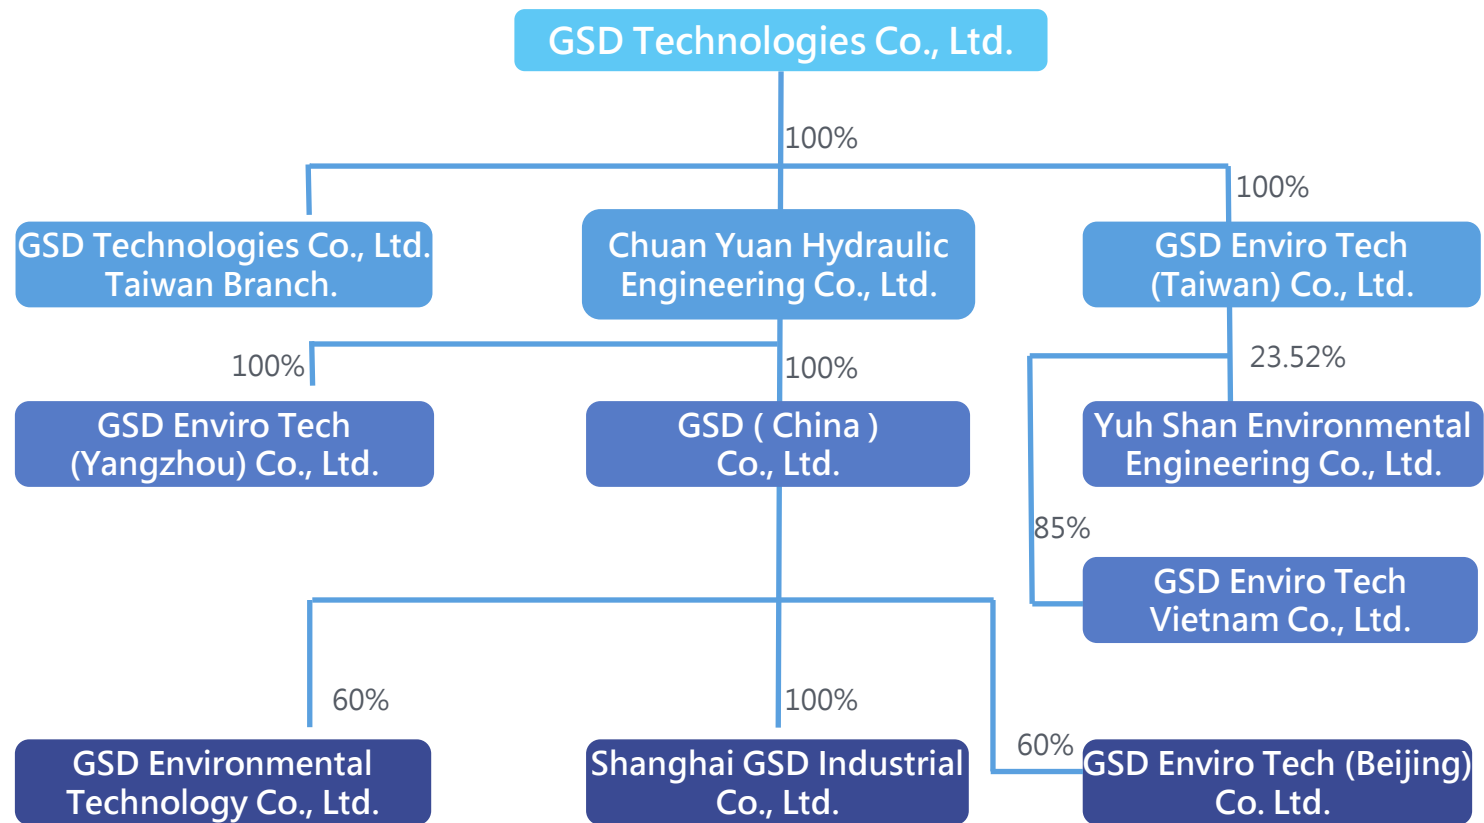 GSD Technologies Co., Ltd.
100%
100%
GSD Technologies Co., Ltd.
Taiwan Branch.
Chuan Yuan Hydraulic
Engineering Co., Ltd.
GSD Enviro Tech
(Taiwan) Co., Ltd.
100%
100%
23.52%
GSD Enviro Tech
(Yangzhou) Co., Ltd.
GSD ( China )
Co., Ltd.
Yuh Shan Environmental
Engineering Co., Ltd.
85%
GSD Enviro Tech
Vietnam Co., Ltd.
60%
100%
60%
GSD Environmental
Technology Co., Ltd.
Shanghai GSD Industrial
Co., Ltd.
GSD Enviro Tech (Beijing)
Co. Ltd.